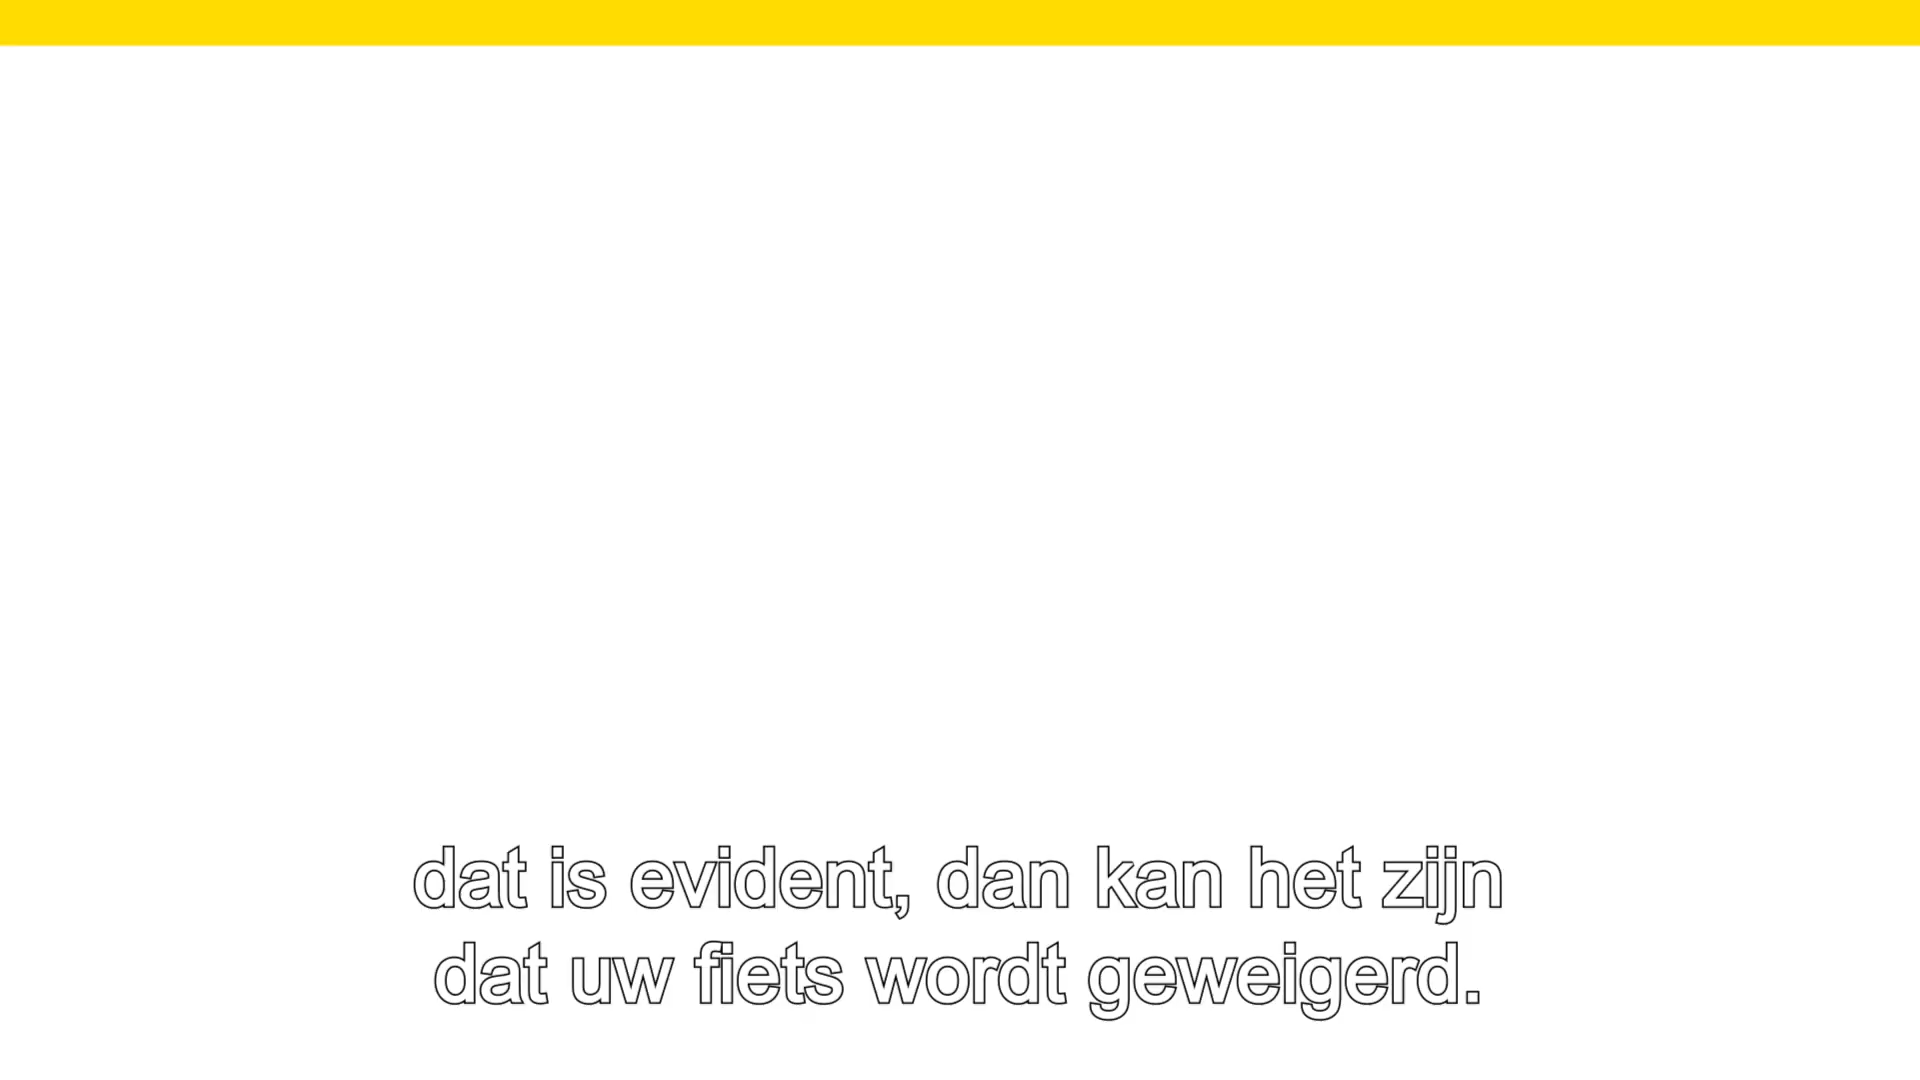 dat is evident, dan kan het zijn
dat uw fiets wordt geweigerd.